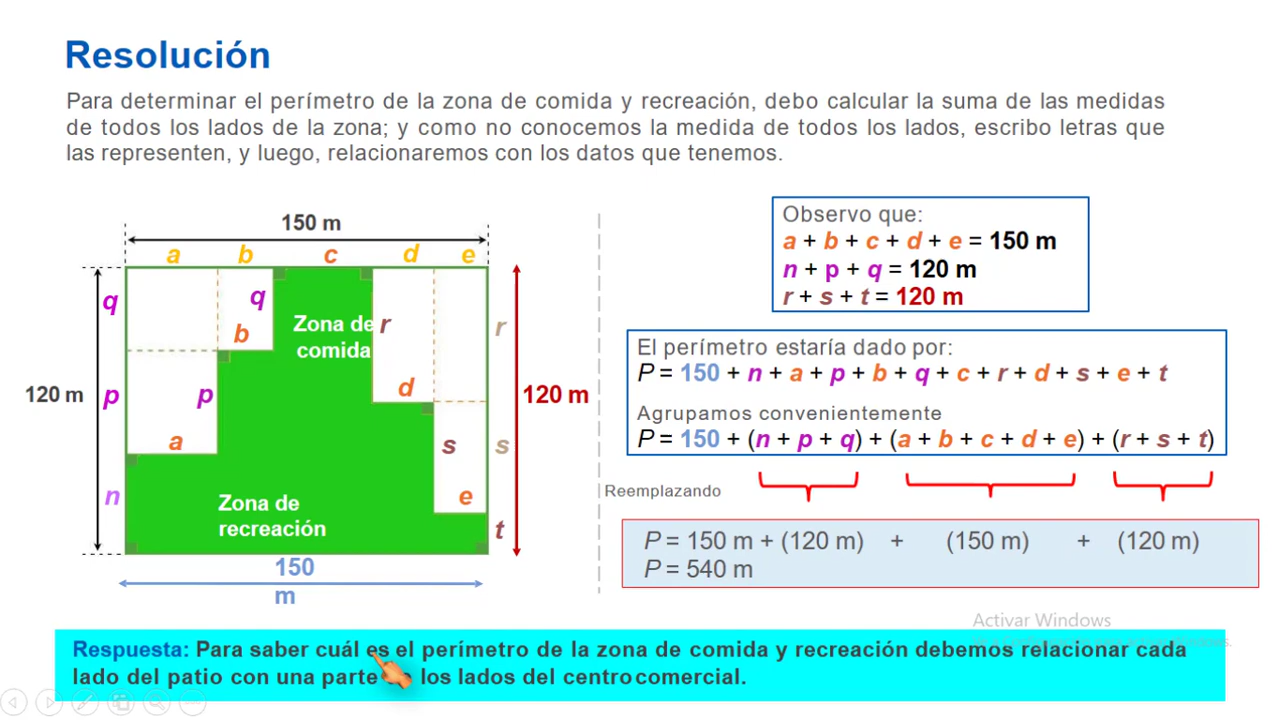 Resolución
Para determinar el perímetro de la zona de comida y recreación, debo calcular la suma de las medidas
de todos los lados de la zona; y como no conocemos la medida de todos los lados, escribo letras que
las representen, y luego, relacionaremos con los datos que tenemos.
150 m
a b c d e
q
q
b
Zona de
comida
r
r
120 m
p
p
a
d
s
s
e
n
Zona de
recreación
t
120 m
150
m
Observo que:
a + b + c + d + e = 150 m
n + p + q = 120 m
r + s + t = 120 m
El perímetro estaría dado por:
P = 150 + n + a + p + b + q + c + r + d + s + e + t
Agrupamos convenientemente
P = 150 + (n + p + q) + (a + b + c + d + e) + (r + s + t)
Reemplazando
P = 150 m + (120 m) + (150 m) + (120 m)
P = 540 m
Activar Windows
Respuesta: Para saber cuál es el perímetro de la zona de comida y recreación debemos relacionar cada
lado del patio con una parte los lados del centro comercial.